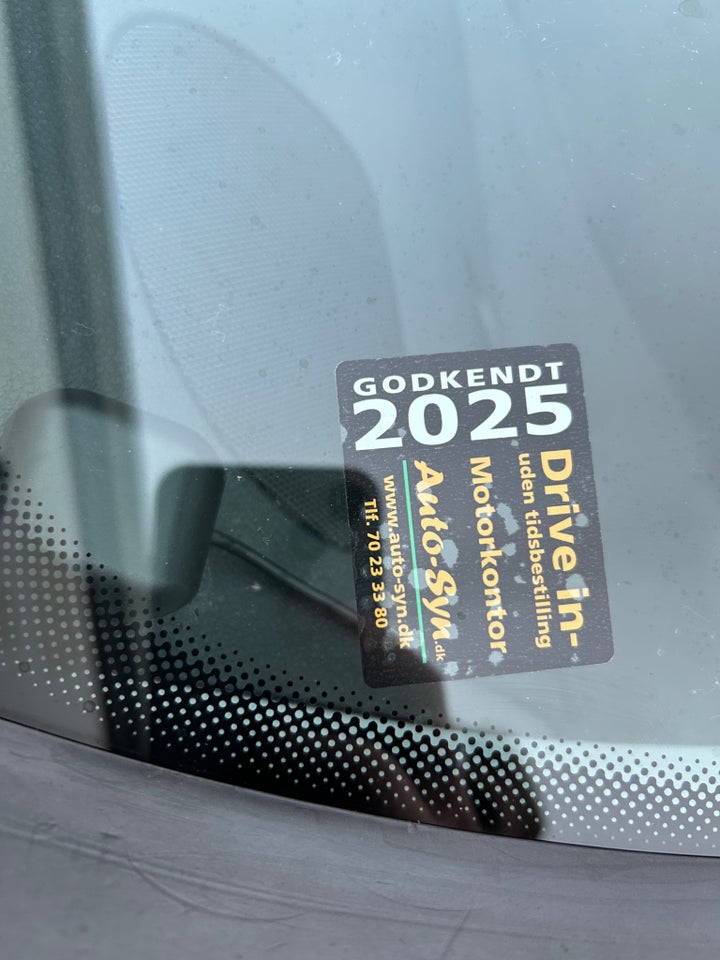 GODKENDT
2025
Drive in-
uden tidsbestilling
Motorkontor
Auto-Syn.dk
www.auto-syn.dk
Tlf. 70 23 33 80